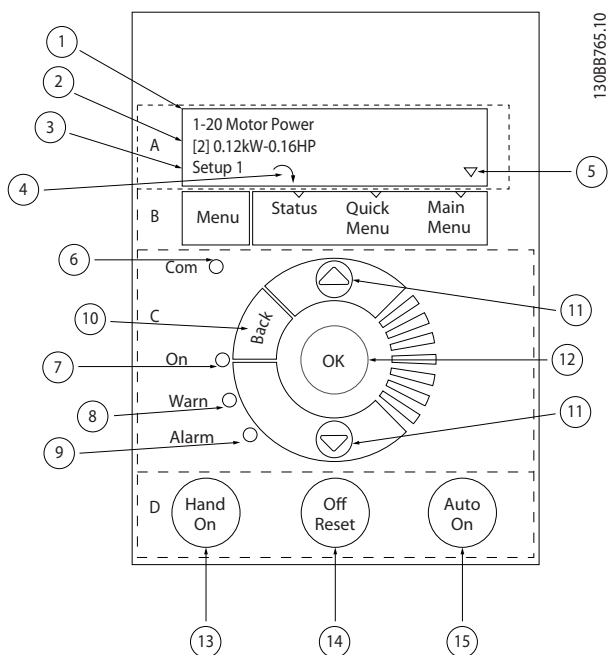 130BB765.10
1
2
3
4
5
A
1-20 Motor Power
[2] 0.12kW-0.16HP
Setup 1
B
Menu
Status
Quick Menu
Main Menu
6
Com
C
10
Back
11
7
On
OK
12
8
Warn
9
Alarm
11
D
Hand On
Off Reset
Auto On
13
14
15